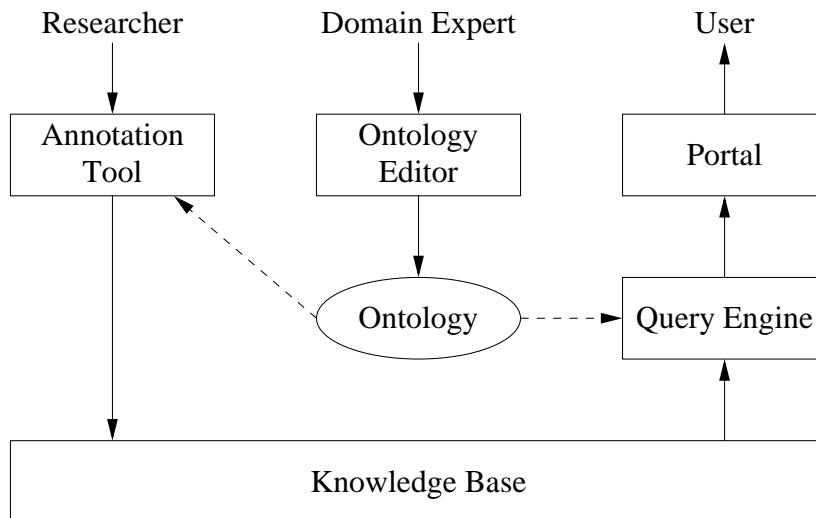 Researcher
Domain Expert
User
Annotation
Tool
Ontology
Editor
Portal
Ontology
Query Engine
Knowledge Base